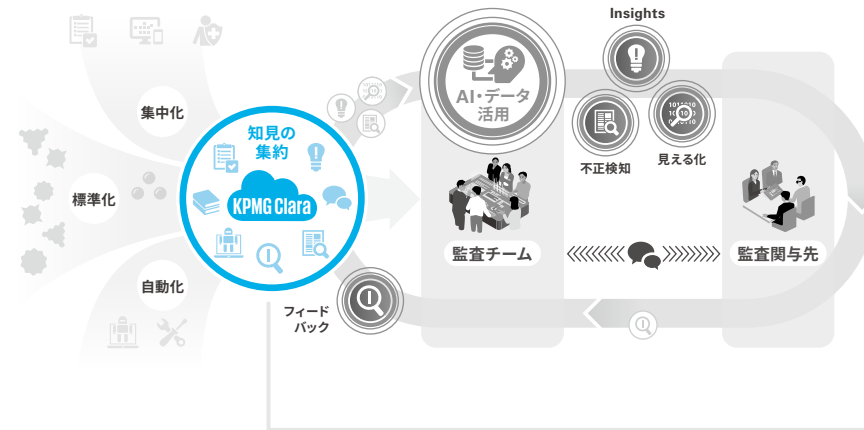 Insights
AI・データ
活用
集中化
知見の
集約
不正検知
見える化
標準化
KPMG Clara
監査チーム
監査関与先
自動化
フィード
バック